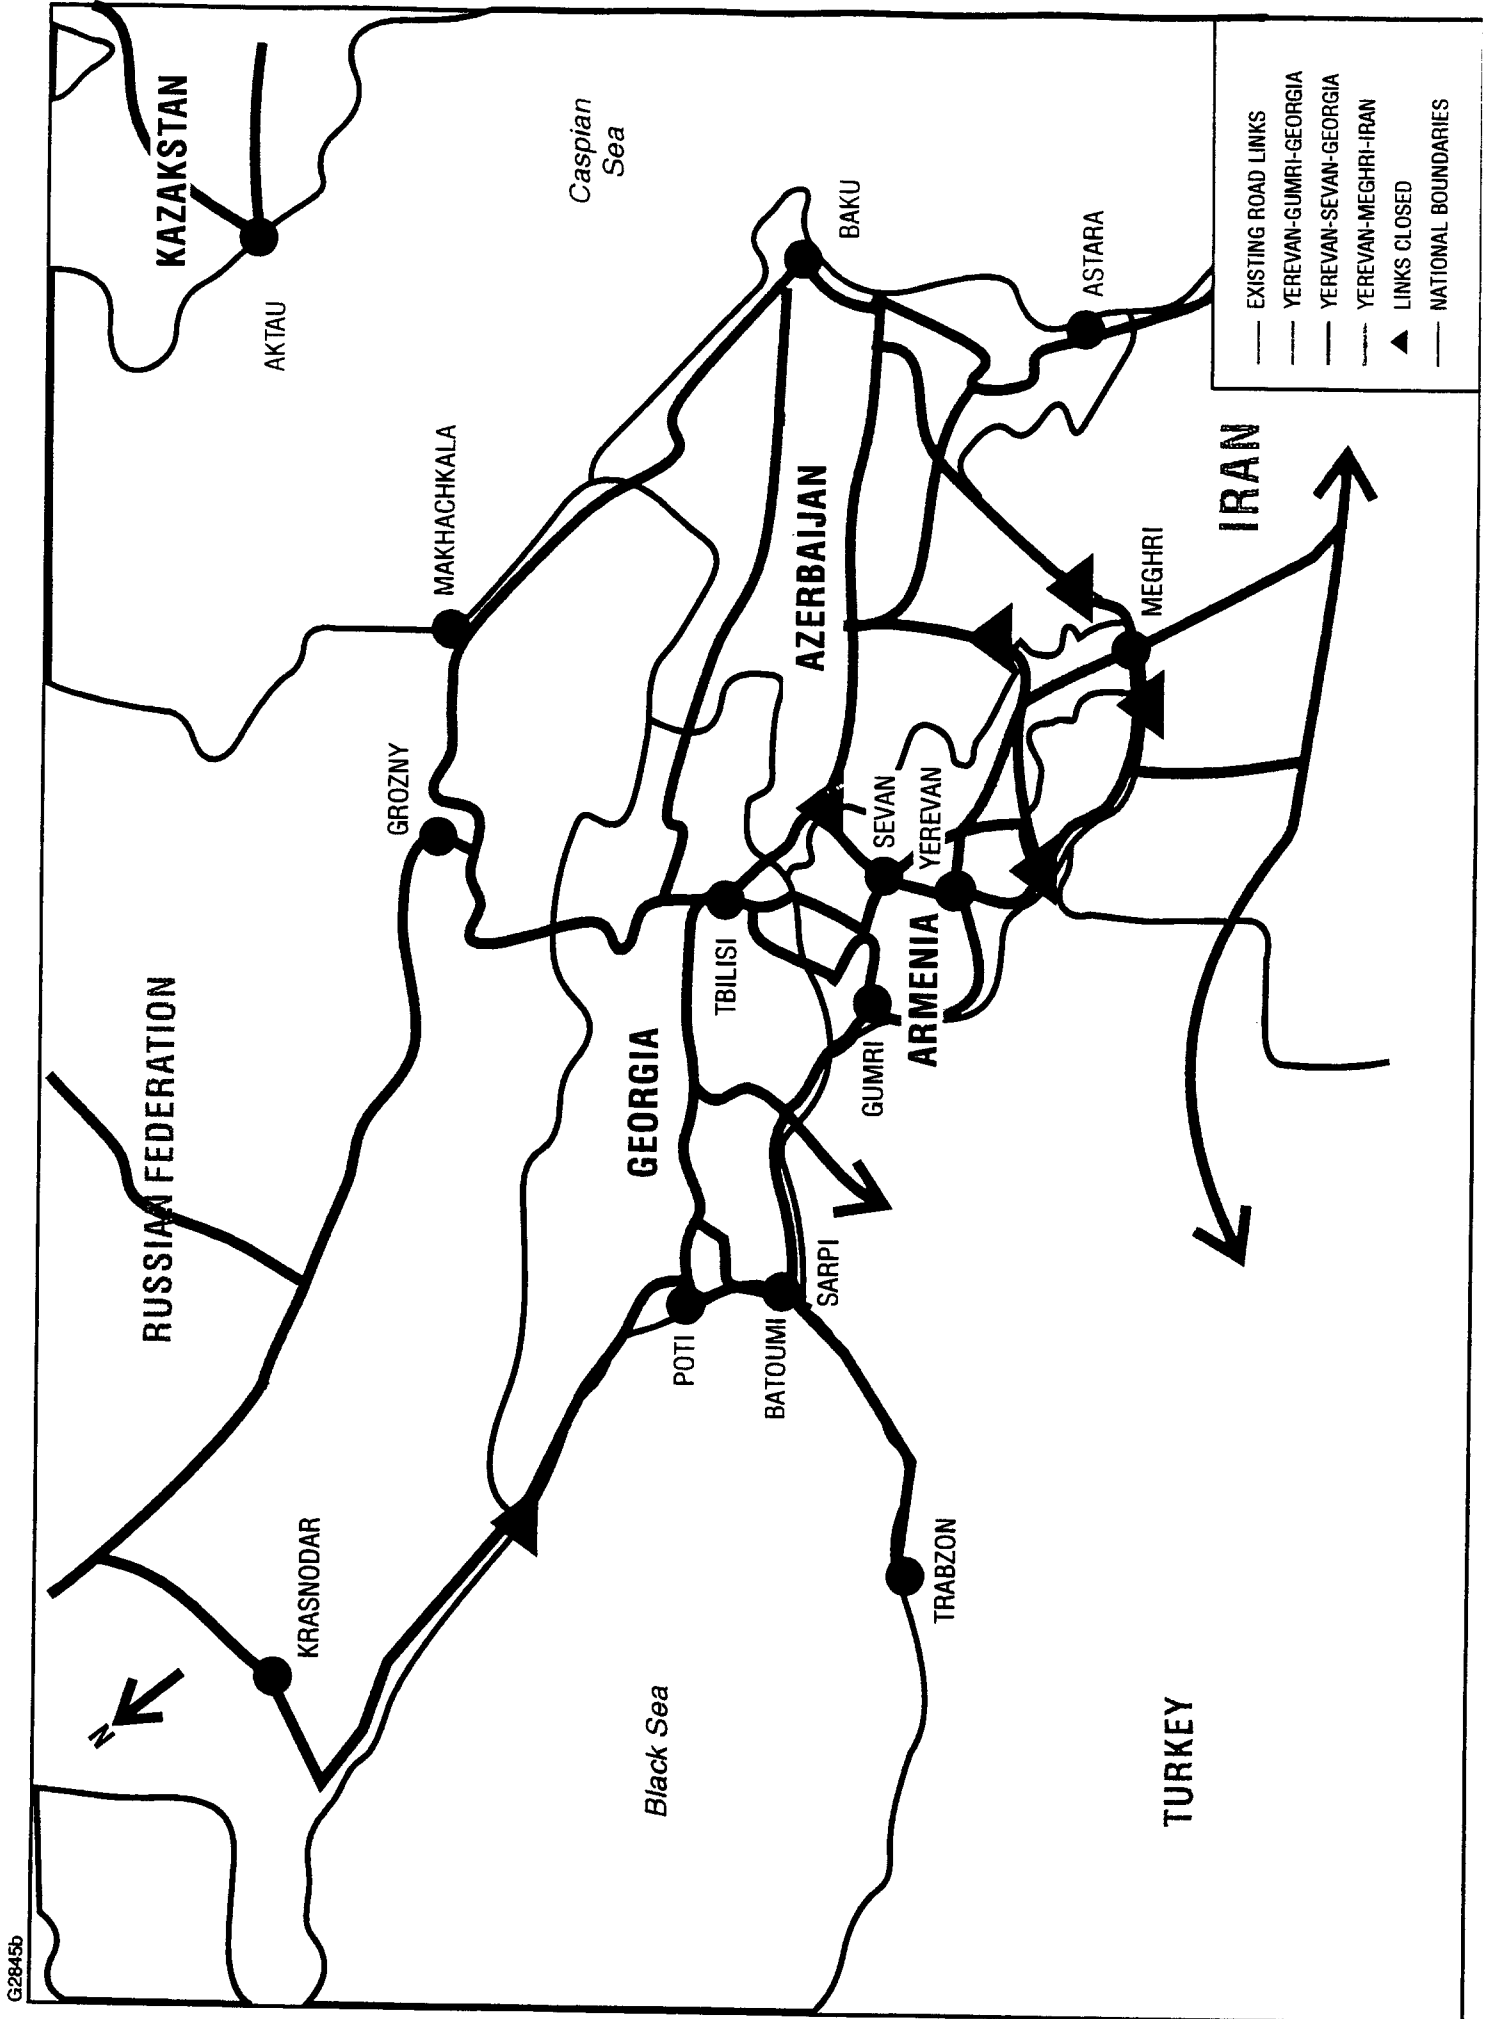 G2845b
KAZAKSTAN
AKTAU
Caspian
Sea
MAKHACHKALA
GROZNY
RUSSIAN FEDERATION
KRASNODAR
N
BAKU
ASTARA
AZERBAIJAN
GEORGIA
TBILISI
SEVAN
YEREVAN
ARMENIA
GUMRI
MEGHRI
IRAN
POTI
BATOUMI
SARPI
TRABZON
Black Sea
TURKEY
EXISTING ROAD LINKS
YEREVAN-GUMRI-GEORGIA
YEREVAN-SEVAN-GEORGIA
YEREVAN-MEGHRI-IRAN
LINKS CLOSED
NATIONAL BOUNDARIES